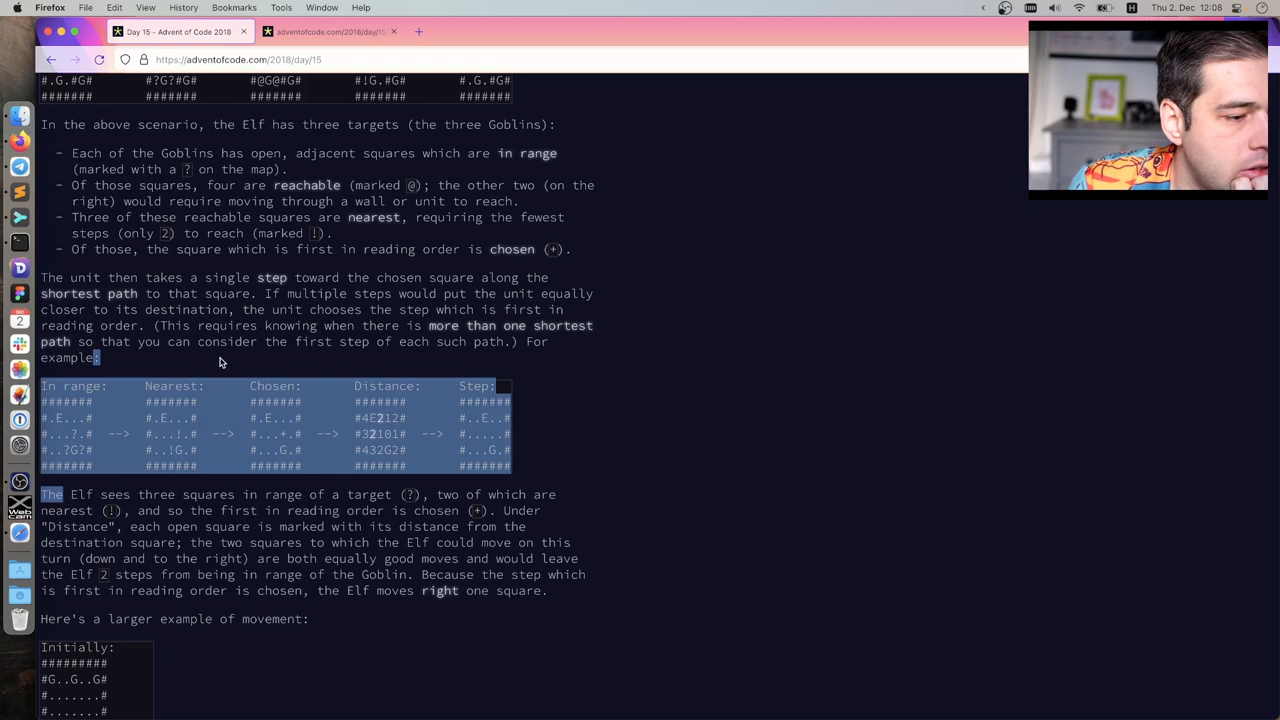 Firefox File Edit View History Bookmarks Tools Window Help
Thu 2. Dec 12:08
Day 15 - Advent of Code 2018
adventofcode.com/2018/day/15/
https://adventofcode.com/2018/day/15
#.G.#G# #?G?#G# #@G@#G# #!G.#G# #.G.#G#
####### ####### ####### ####### #######
In the above scenario, the Elf has three targets (the three Goblins):
- Each of the Goblins has open, adjacent squares which are in range
(marked with a ? on the map).
- Of those squares, four are reachable (marked @); the other two (on the
right) would require moving through a wall or unit to reach.
- Three of these reachable squares are nearest, requiring the fewest
steps (only 2) to reach (marked !).
- Of those, the square which is first in reading order is chosen (+).
The unit then takes a single step toward the chosen square along the
shortest path to that square. If multiple steps would put the unit equally
closer to its destination, the unit chooses the step which is first in
reading order. (This requires knowing when there is more than one shortest
path so that you can consider the first step of each such path.) For
example:
In range: Nearest: Chosen: Distance: Step:
####### ####### ####### ####### #######
#.E...# #.E...# #.E...# #4E212# #..E..#
#...?.# --> #...!.# --> #...+.# --> #32101# --> #.....#
#..?G?# #..!G.# #...G.# #432G2# #...G.#
####### ####### ####### ####### #######
The Elf sees three squares in range of a target (?), two of which are
nearest (!), and so the first in reading order is chosen (+). Under
"Distance", each open square is marked with its distance from the
destination square; the two squares to which the Elf could move on this
turn (down and to the right) are both equally good moves and would leave
the Elf 2 steps from being in range of the Goblin. Because the step which
is first in reading order is chosen, the Elf moves right one square.
Here's a larger example of movement:
Initially:
#########
#G..G..G#
#.......#
#.......#